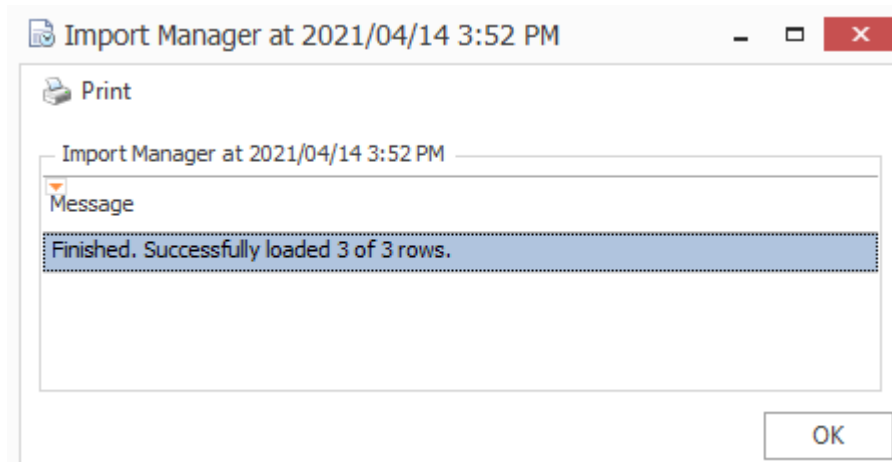 Import Manager at 2021/04/14 3:52 PM
Print
Import Manager at 2021/04/14 3:52 PM
Message
Finished. Successfully loaded 3 of 3 rows.
OK